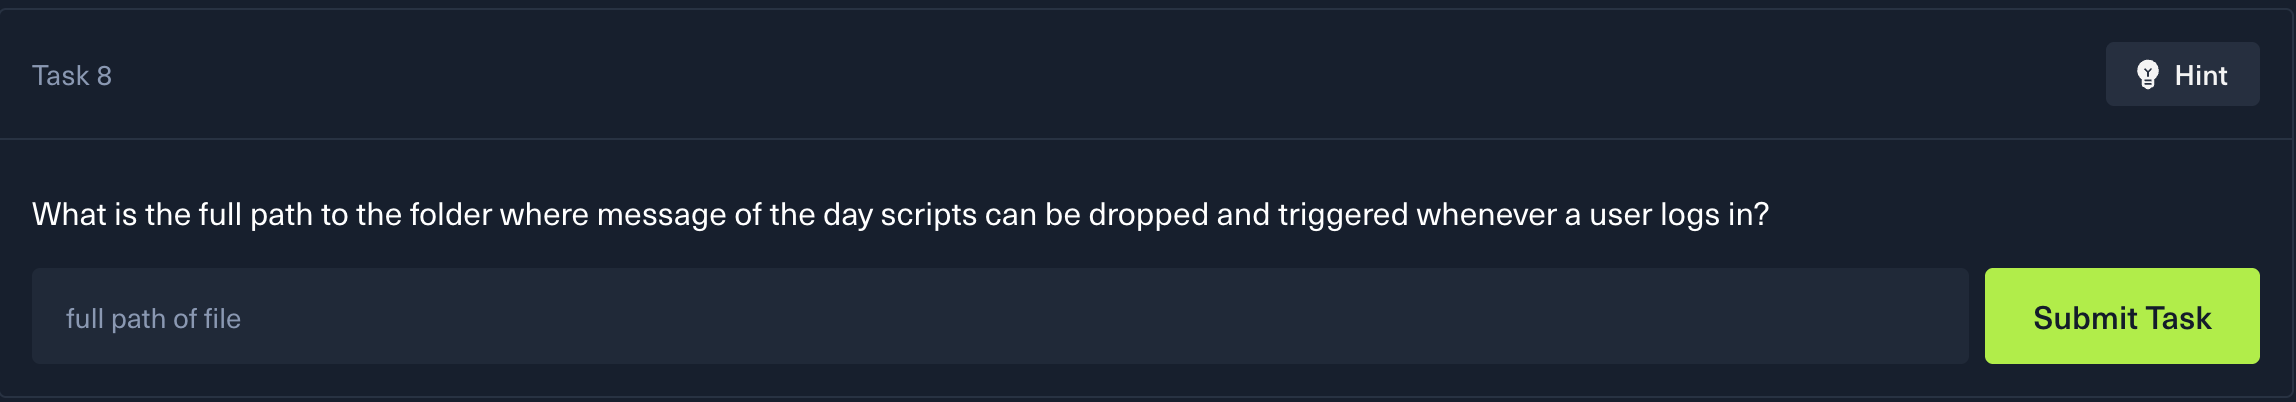 Task 8
Hint
What is the full path to the folder where message of the day scripts can be dropped and triggered whenever a user logs in?
full path of file
Submit Task